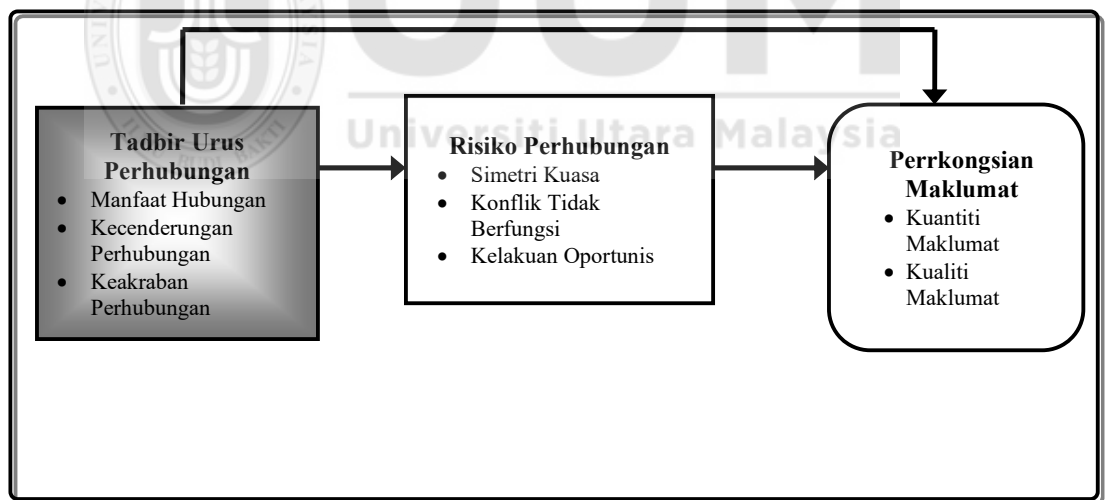 Tadbir Urus
Perhubungan
• Manfaat Hubungan
• Kecenderungan
Perhubungan
• Keakraban
Perhubungan
Risiko Perhubungan
• Simetri Kuasa
• Konflik Tidak
Berfungsi
• Kelakuan Oportunis
Perrkongsian
Maklumat
• Kuantiti
Maklumat
• Kualiti
Maklumat
Universiti Utara Malaysia